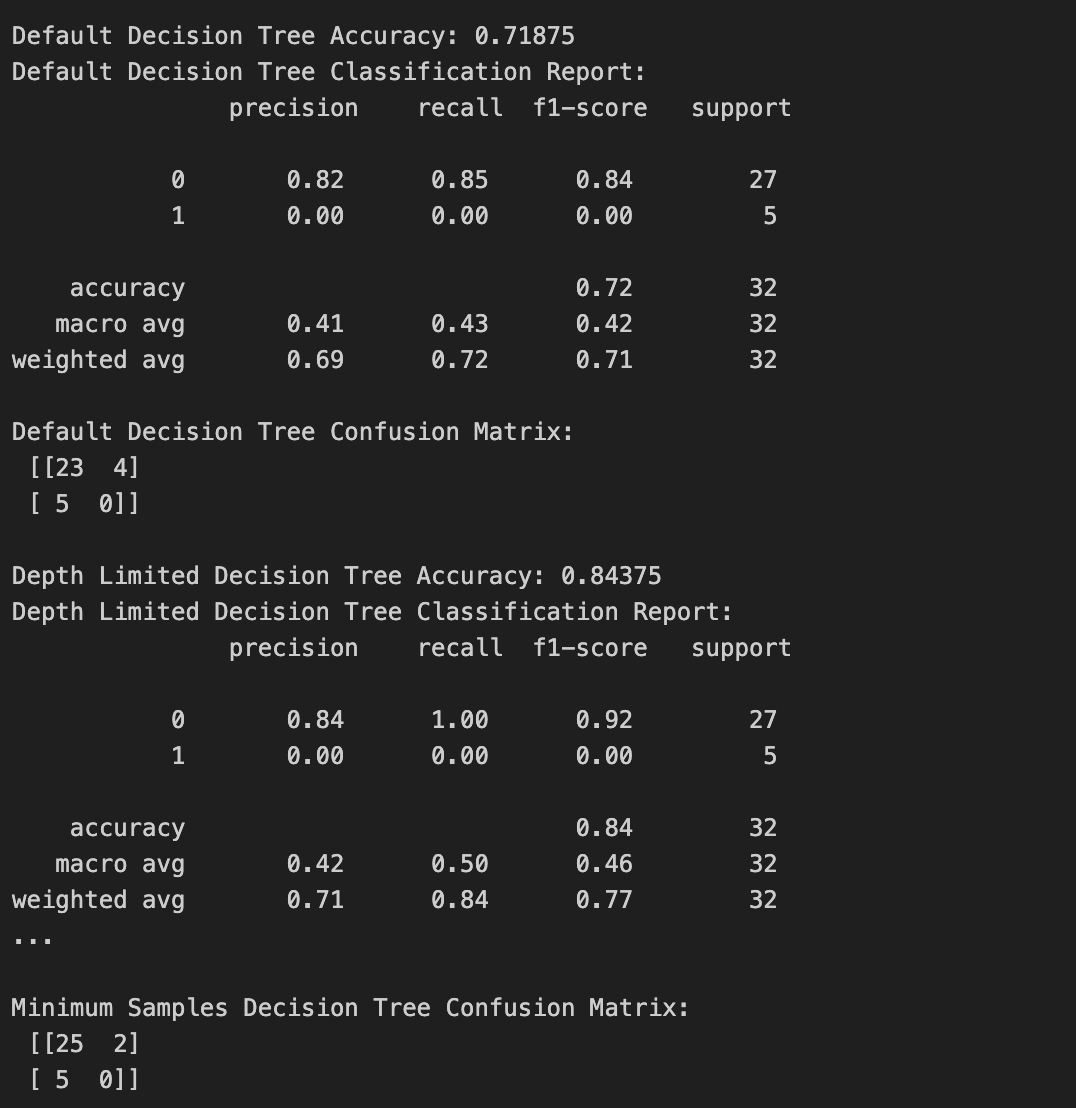 Default Decision Tree Accuracy: 0.71875
Default Decision Tree Classification Report:
              precision    recall  f1-score   support

           0       0.82      0.85      0.84        27
           1       0.00      0.00      0.00         5

    accuracy                           0.72        32
   macro avg       0.41      0.43      0.42        32
weighted avg       0.69      0.72      0.71        32

Default Decision Tree Confusion Matrix:
 [[23  4]
 [ 5  0]]

Depth Limited Decision Tree Accuracy: 0.84375
Depth Limited Decision Tree Classification Report:
              precision    recall  f1-score   support

           0       0.84      1.00      0.92        27
           1       0.00      0.00      0.00         5

    accuracy                           0.84        32
   macro avg       0.42      0.50      0.46        32
weighted avg       0.71      0.84      0.77        32
...

Minimum Samples Decision Tree Confusion Matrix:
 [[25  2]
 [ 5  0]]